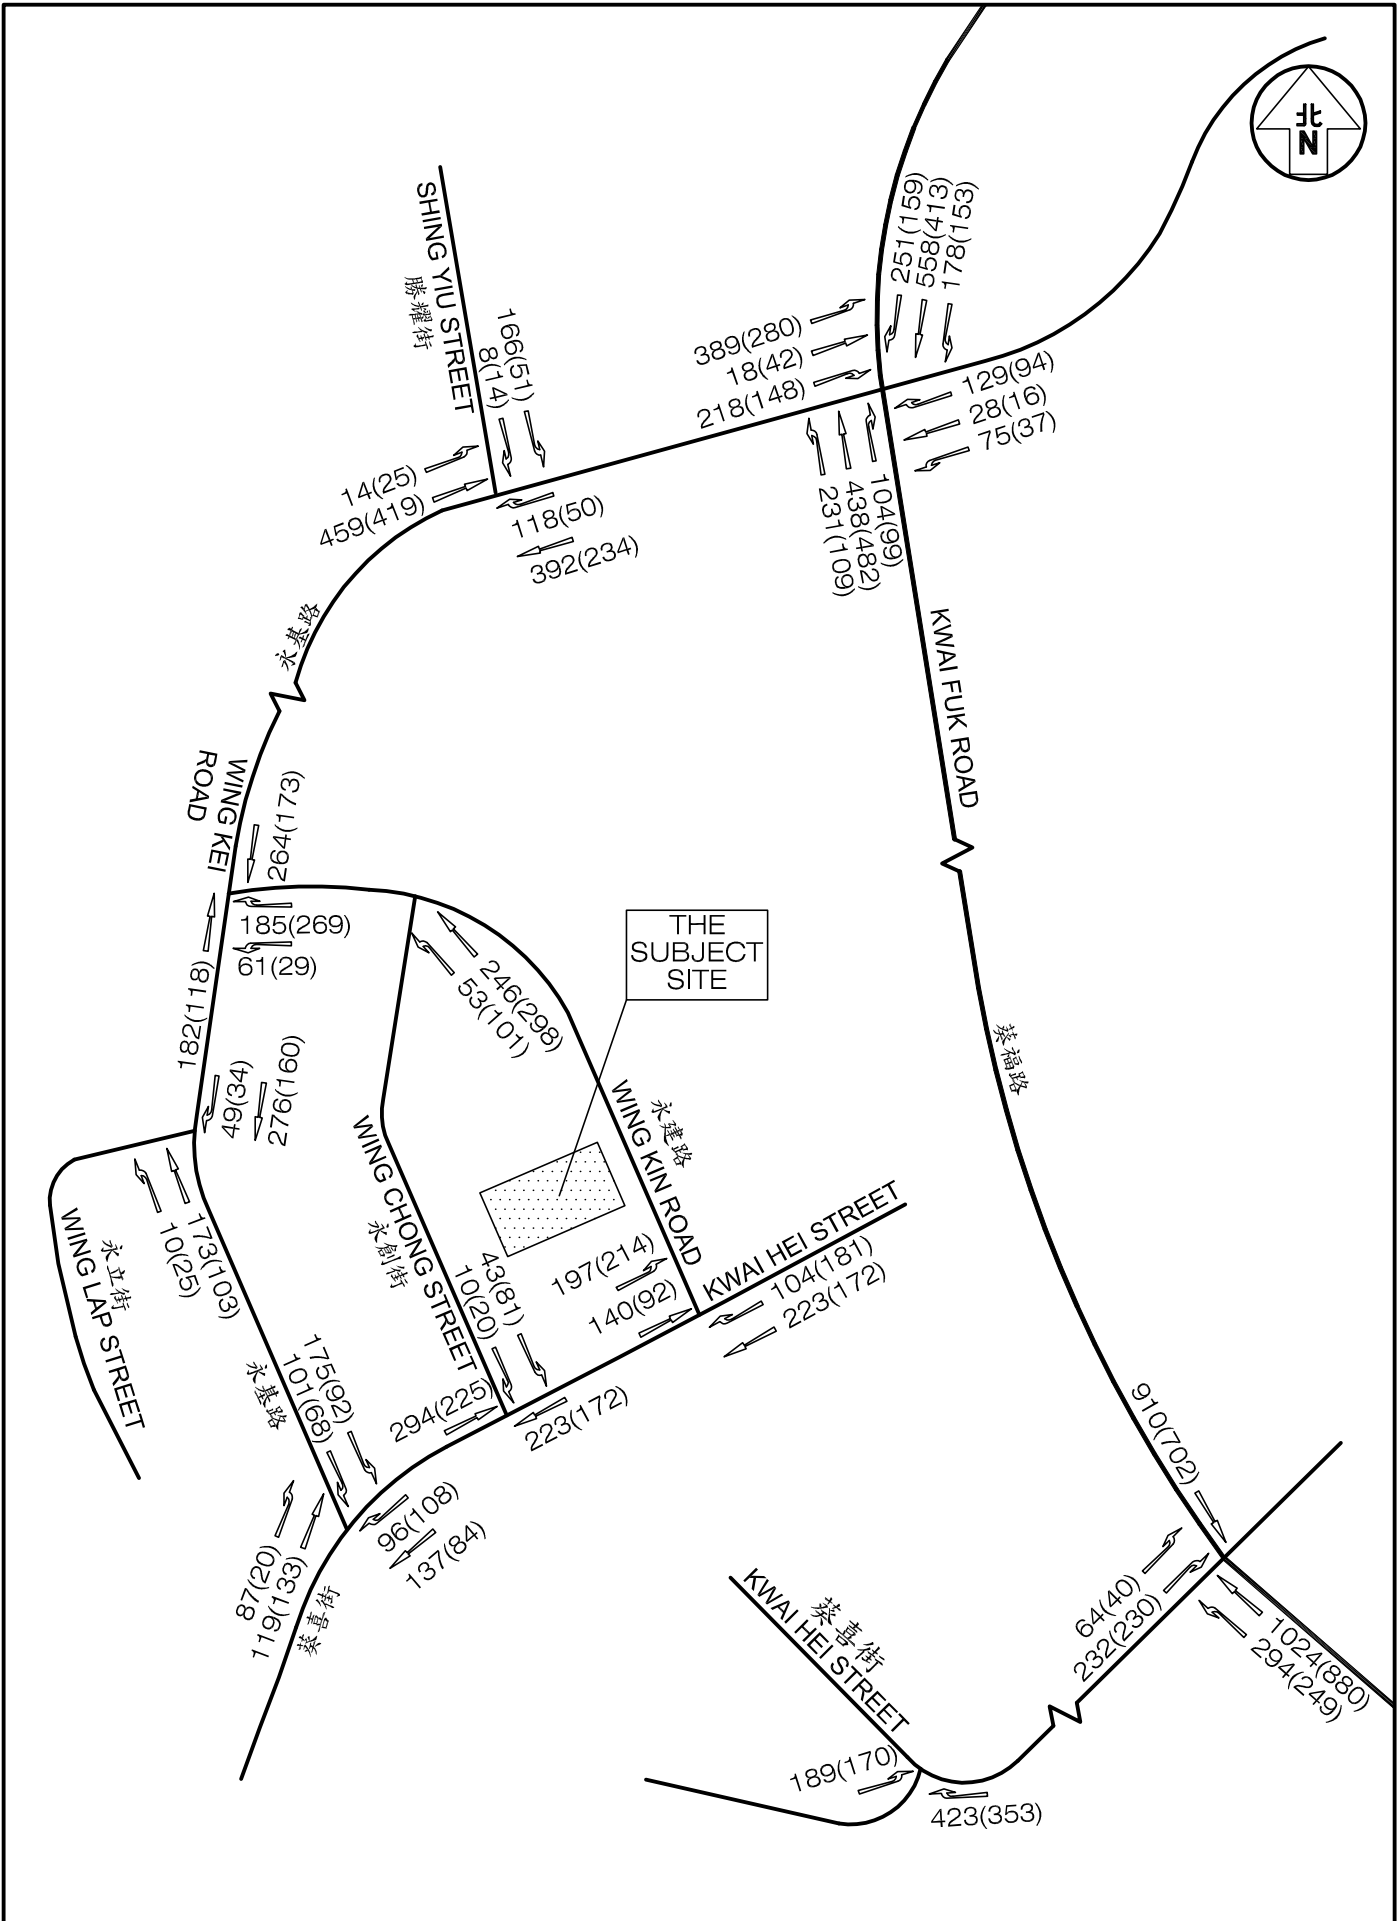 北
N
SHING YIU STREET
勝耀街
166(51)
8(14)
14(25)
459(419)
118(50)
392(234)
251(159)
558(413)
178(153)
389(280)
18(42)
218(148)
129(94)
28(16)
75(37)
104(99)
438(482)
231(109)
KWAI FUK ROAD
永基路
WING KEI
ROAD
264(173)
185(269)
61(29)
182(118)
49(34)
276(160)
246(298)
53(101)
THE
SUBJECT
SITE
葵福路
永建路
WING KIN ROAD
WING CHONG STREET
永創街
KWAI HEI STREET
197(214)
140(92)
104(181)
223(172)
43(81)
10(20)
294(225)
223(172)
173(103)
10(25)
永立街
WING LAP STREET
永基路
175(92)
101(68)
96(108)
137(84)
87(20)
119(133)
葵喜街
910(702)
64(40)
232(230)
1024(880)
294(249)
葵喜街
KWAI HEI STREET
189(170)
423(353)